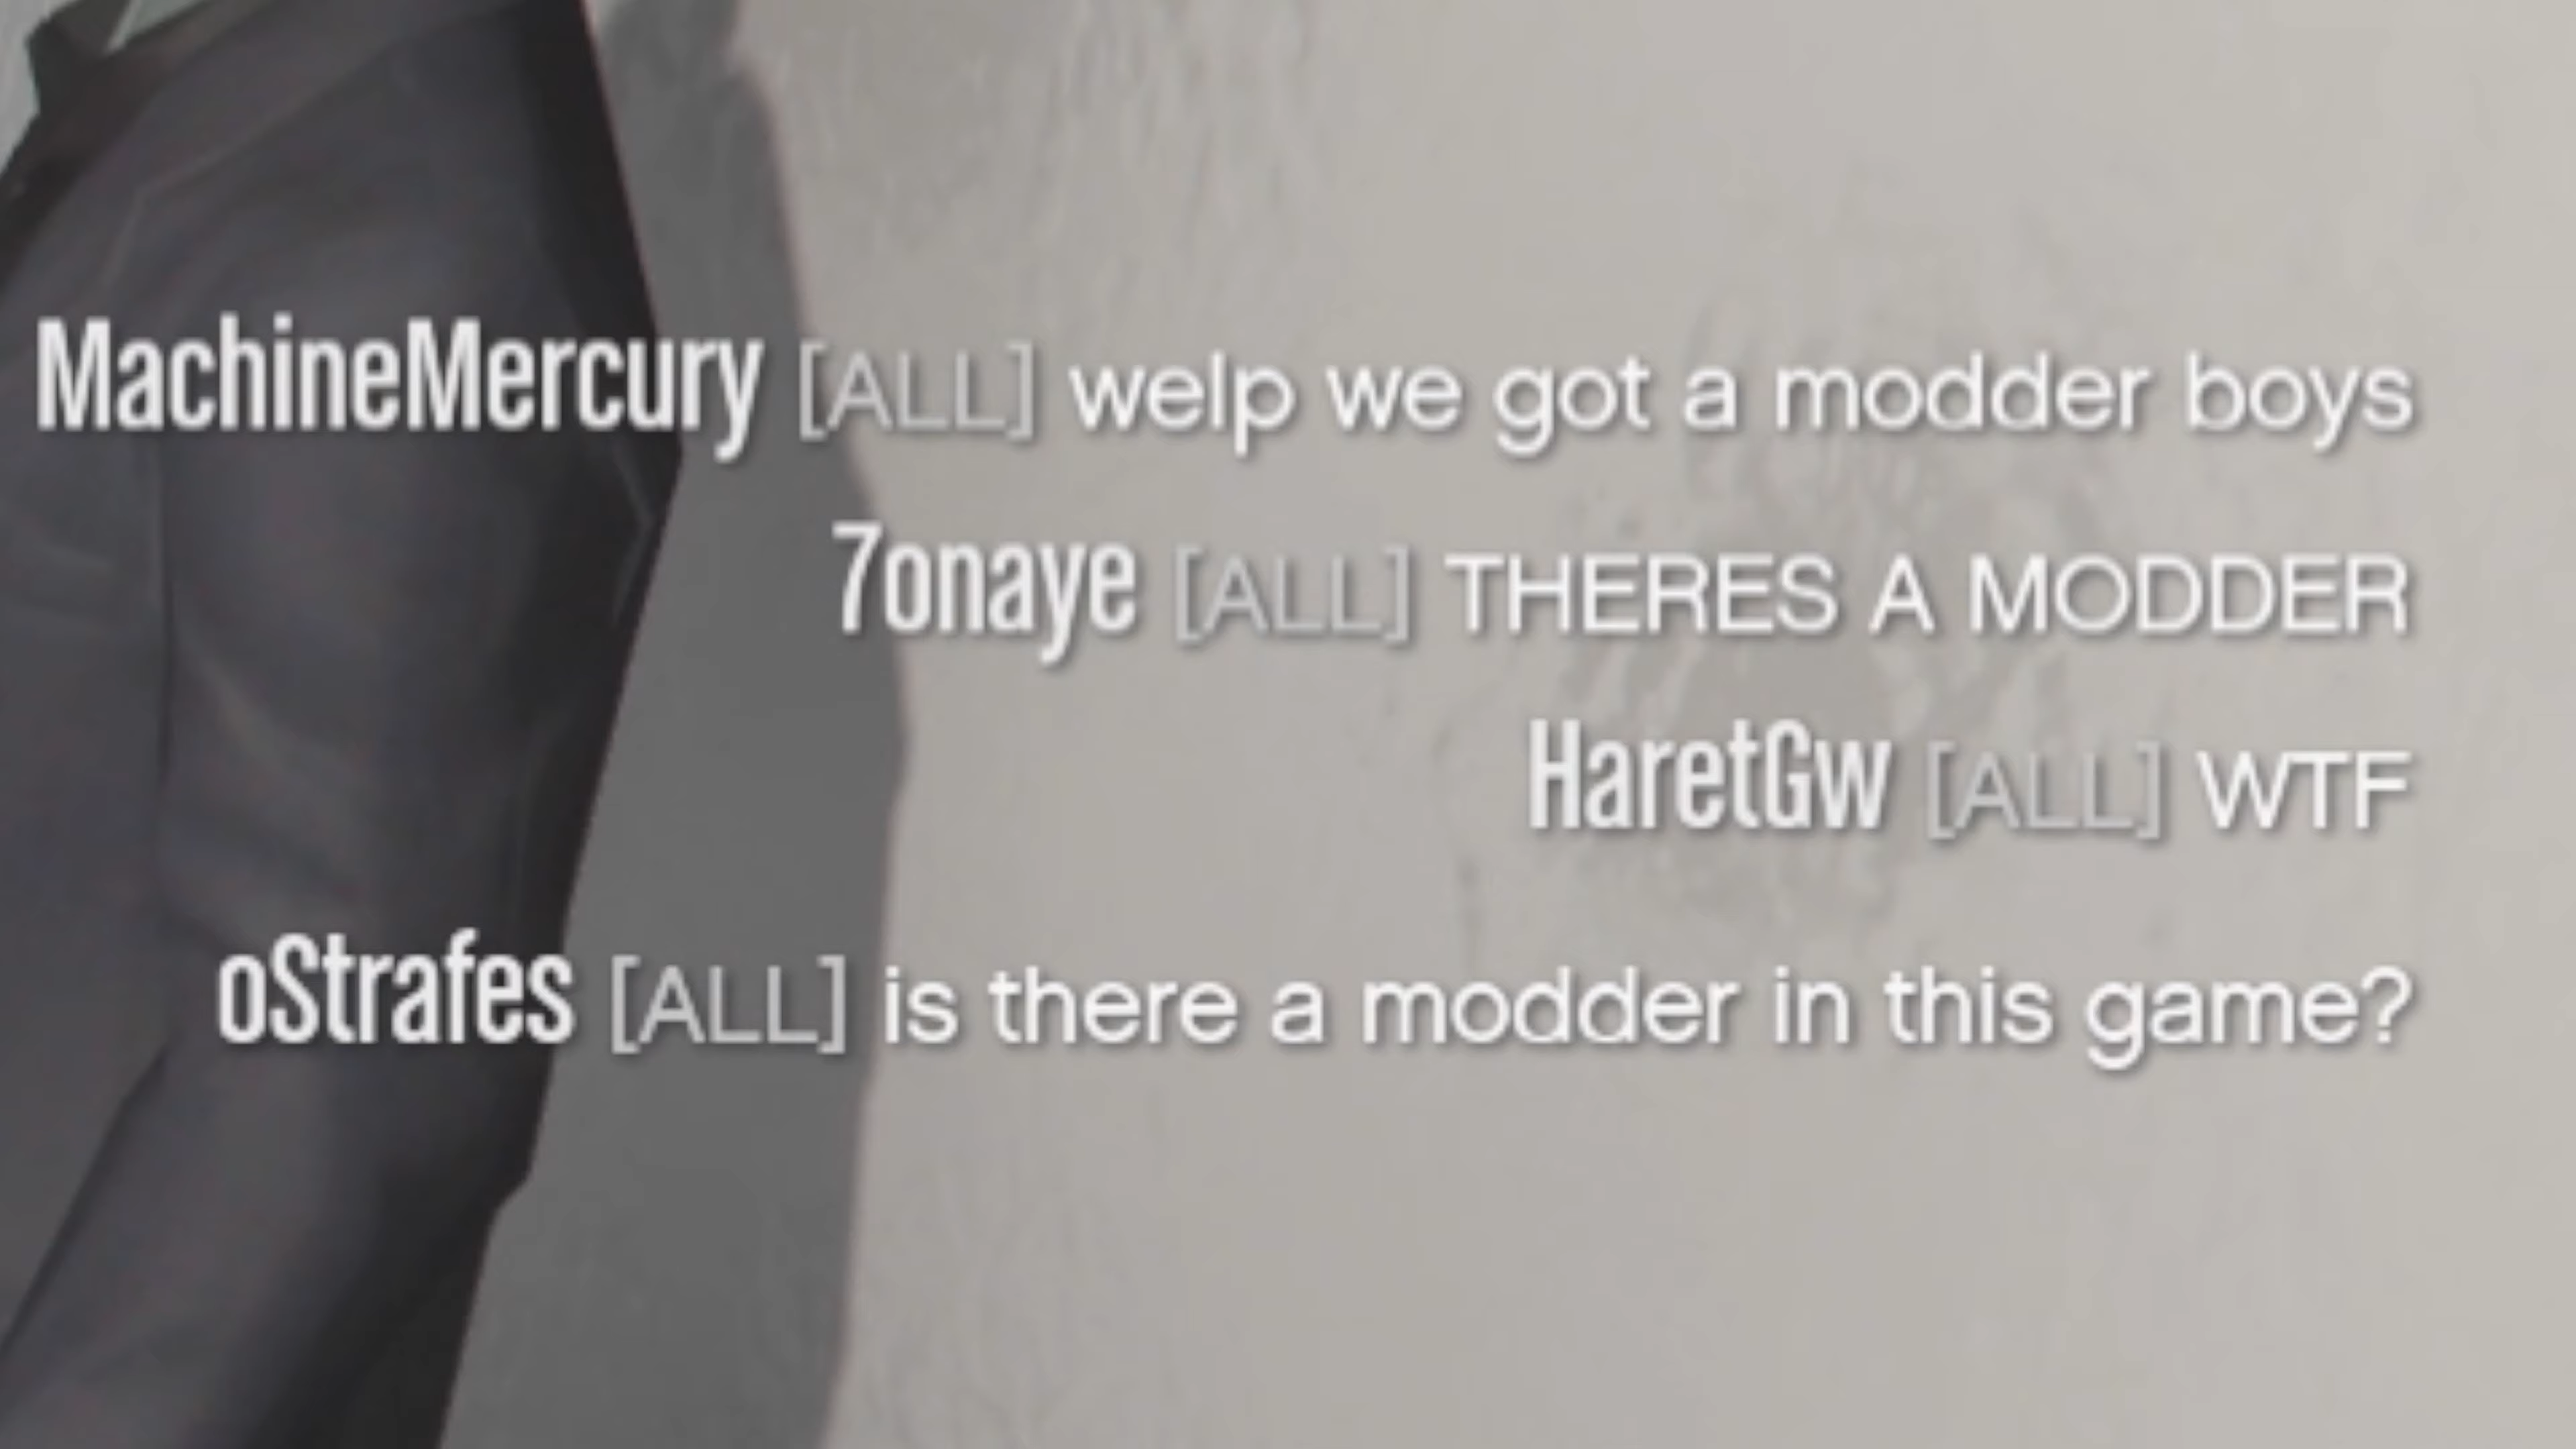 MachineMercury [ALL] welp we got a modder boys
7onaye [ALL] THERES A MODDER
HaretGw [ALL] WTF
oStrafes [ALL] is there a modder in this game?